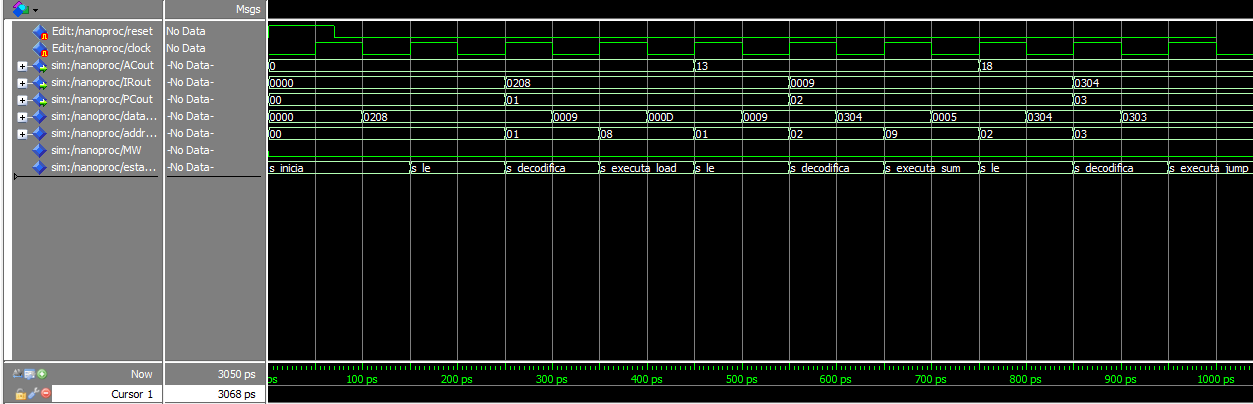 Msgs
Edit:/nanoproc/reset No Data
Edit:/nanoproc/clock No Data
sim:/nanoproc/ACout -No Data- 0 13 18
sim:/nanoproc/IRout -No Data- 0000 0208 0009 0304
sim:/nanoproc/PCout -No Data- 00 01 02 03
sim:/nanoproc/data... -No Data- 0000 0208 0009 000D 0009 0304 0005 0304 0303
sim:/nanoproc/addr... -No Data- 00 01 08 01 02 09 02 03
sim:/nanoproc/MW -No Data-
sim:/nanoproc/esta... -No Data- s_inicia s_le s_decodifica s_executa_load s_le s_decodifica s_executa_sum s_le s_decodifica s_executa_jump
Now 3050 ps ps 100 ps 200 ps 300 ps 400 ps 500 ps 600 ps 700 ps 800 ps 900 ps 1000 ps
Cursor 1 3068 ps